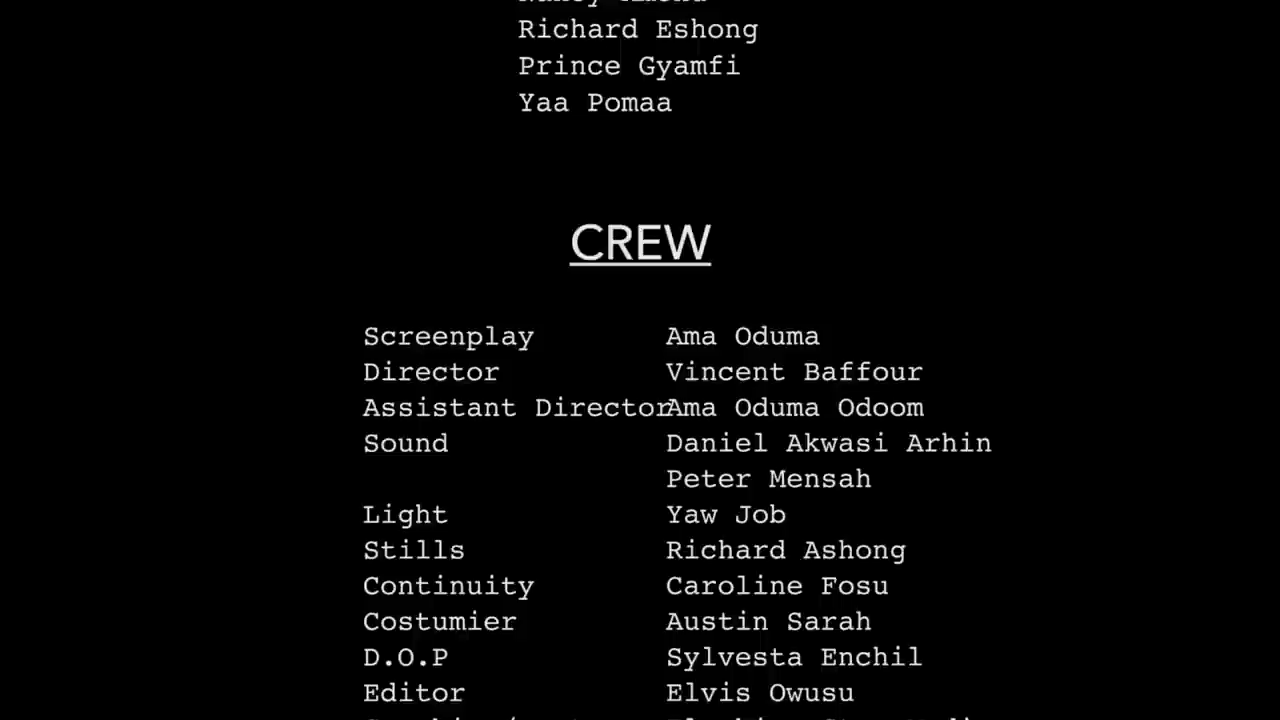 Richard Eshong
Prince Gyamfi
Yaa Pomaa
CREW
Screenplay Ama Oduma
Director Vincent Baffour
Assistant Director Ama Oduma Odoom
Sound Daniel Akwasi Arhin
Peter Mensah
Light Yaw Job
Stills Richard Ashong
Continuity Caroline Fosu
Costumier Austin Sarah
D.O.P Sylvesta Enchil
Editor Elvis Owusu